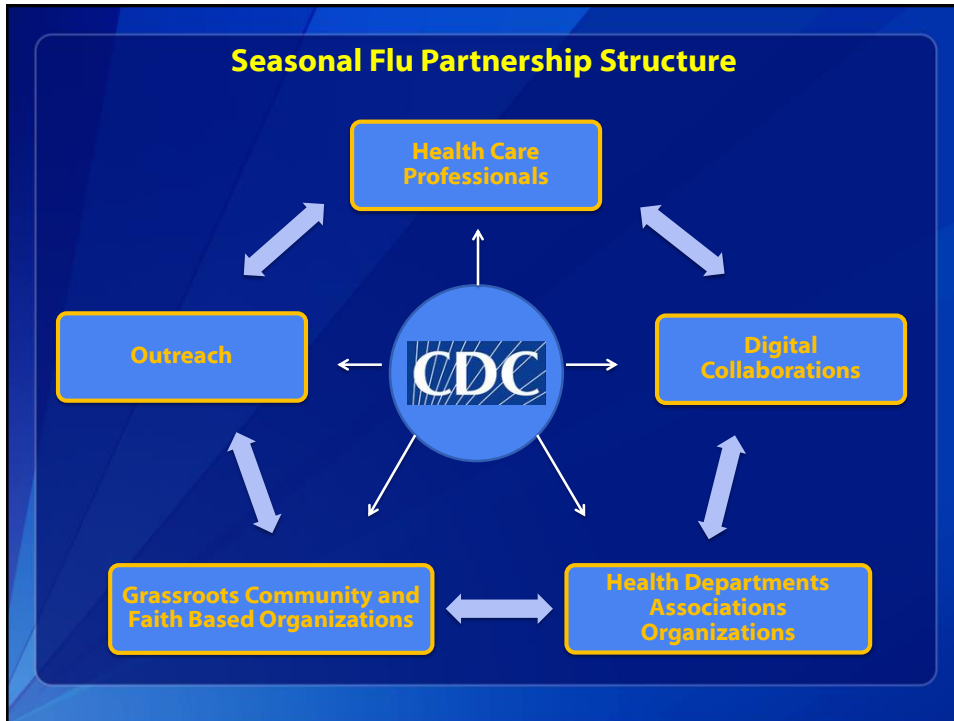 Seasonal Flu Partnership Structure
Health Care
Professionals
Outreach
CDC
Digital
Collaborations
Grassroots Community and
Faith Based Organizations
Health Departments
Associations
Organizations